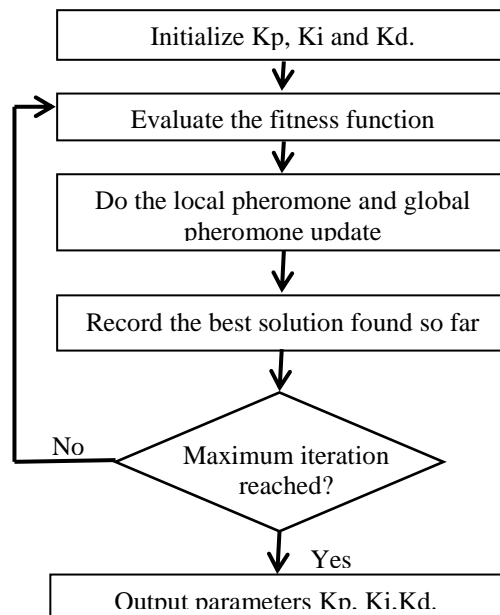 Initialize Kp, Ki and Kd.
Evaluate the fitness function
Do the local pheromone and global
pheromone update
Record the best solution found so far
No
Maximum iteration
reached?
Yes
Output parameters Kp, Ki,Kd.